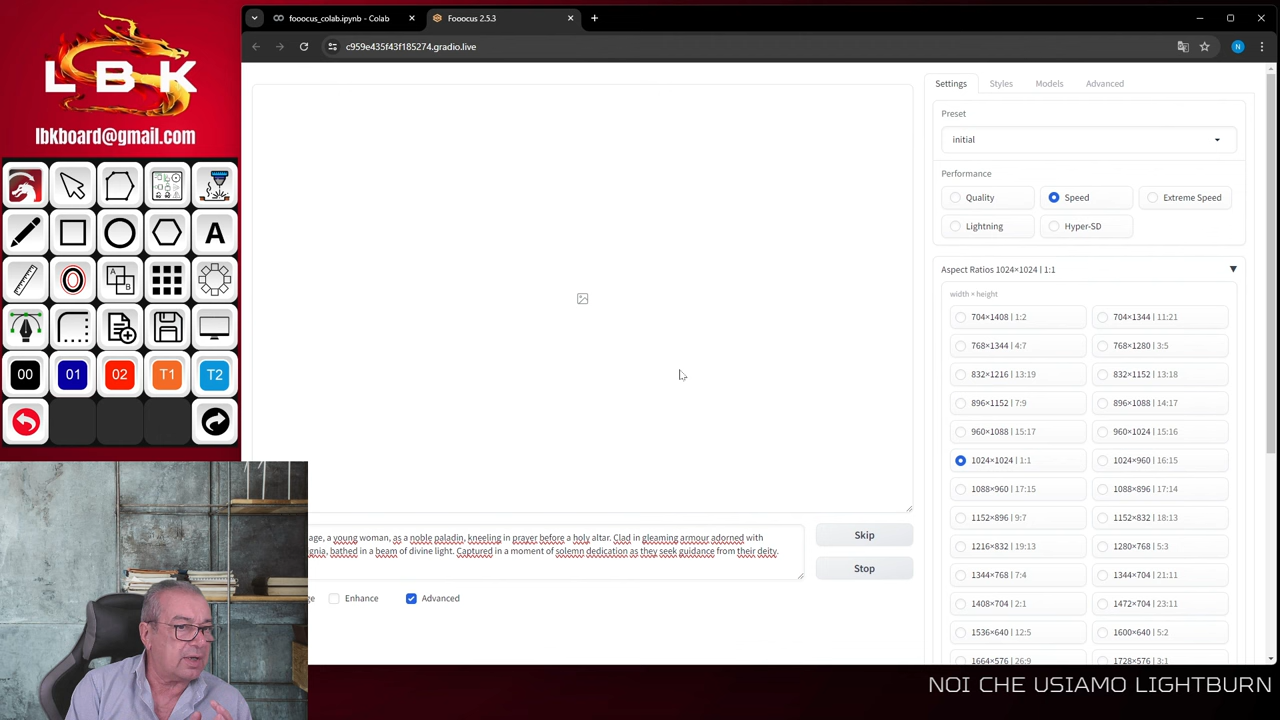 LBK
lbkboard@gmail.com
A
A
B
00
01
02
T1
T2
fooocus_colab.ipynb - Colab
Fooocus 2.5.3
c959e435f43f185274.gradio.live
N
age, a young woman, as a noble paladin, kneeling in prayer before a holy altar. Clad in gleaming armour adorned with
gnia, bathed in a beam of divine light. Captured in a moment of solemn dedication as they seek guidance from their deity.
Skip
Stop
ge
Enhance
Advanced
Settings Styles Models Advanced
Preset
initial
Performance
Quality Speed Extreme Speed
Lightning Hyper-SD
Aspect Ratios 1024×1024 | 1:1
width × height
704×1408 | 1:2 704×1344 | 11:21
768×1344 | 4:7 768×1280 | 3:5
832×1216 | 13:19 832×1152 | 13:18
896×1152 | 7:9 896×1088 | 14:17
960×1088 | 15:17 960×1024 | 15:16
1024×1024 | 1:1 1024×960 | 16:15
1088×960 | 17:15 1088×896 | 17:14
1152×896 | 9:7 1152×832 | 18:13
1216×832 | 19:13 1280×768 | 5:3
1344×768 | 7:4 1344×704 | 21:11
1408×704 | 2:1 1472×704 | 23:11
1536×640 | 12:5 1600×640 | 5:2
1664×576 | 26:9 1728×576 | 3:1
NOI CHE USIAMO LIGHTBURN